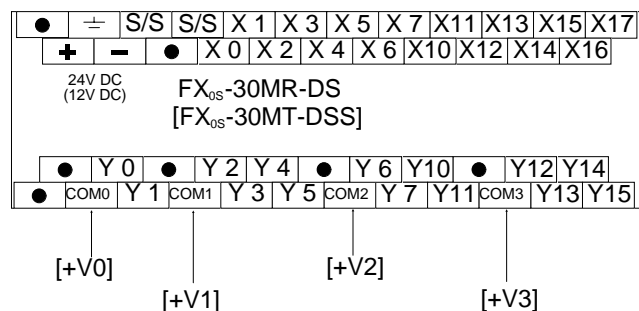 ● ⏚ S/S S/S X 1 X 3 X 5 X 7 X11 X13 X15 X17
+ − ● X 0 X 2 X 4 X 6 X10 X12 X14 X16
24V DC
(12V DC)
FX0S-30MR-DS
[FX0S-30MT-DSS]
● Y 0 ● Y 2 Y 4 ● Y 6 Y10 ● Y12 Y14
● COM0 Y 1 COM1 Y 3 Y 5 COM2 Y 7 Y11 COM3 Y13 Y15
[+V0] [+V2]
[+V1] [+V3]